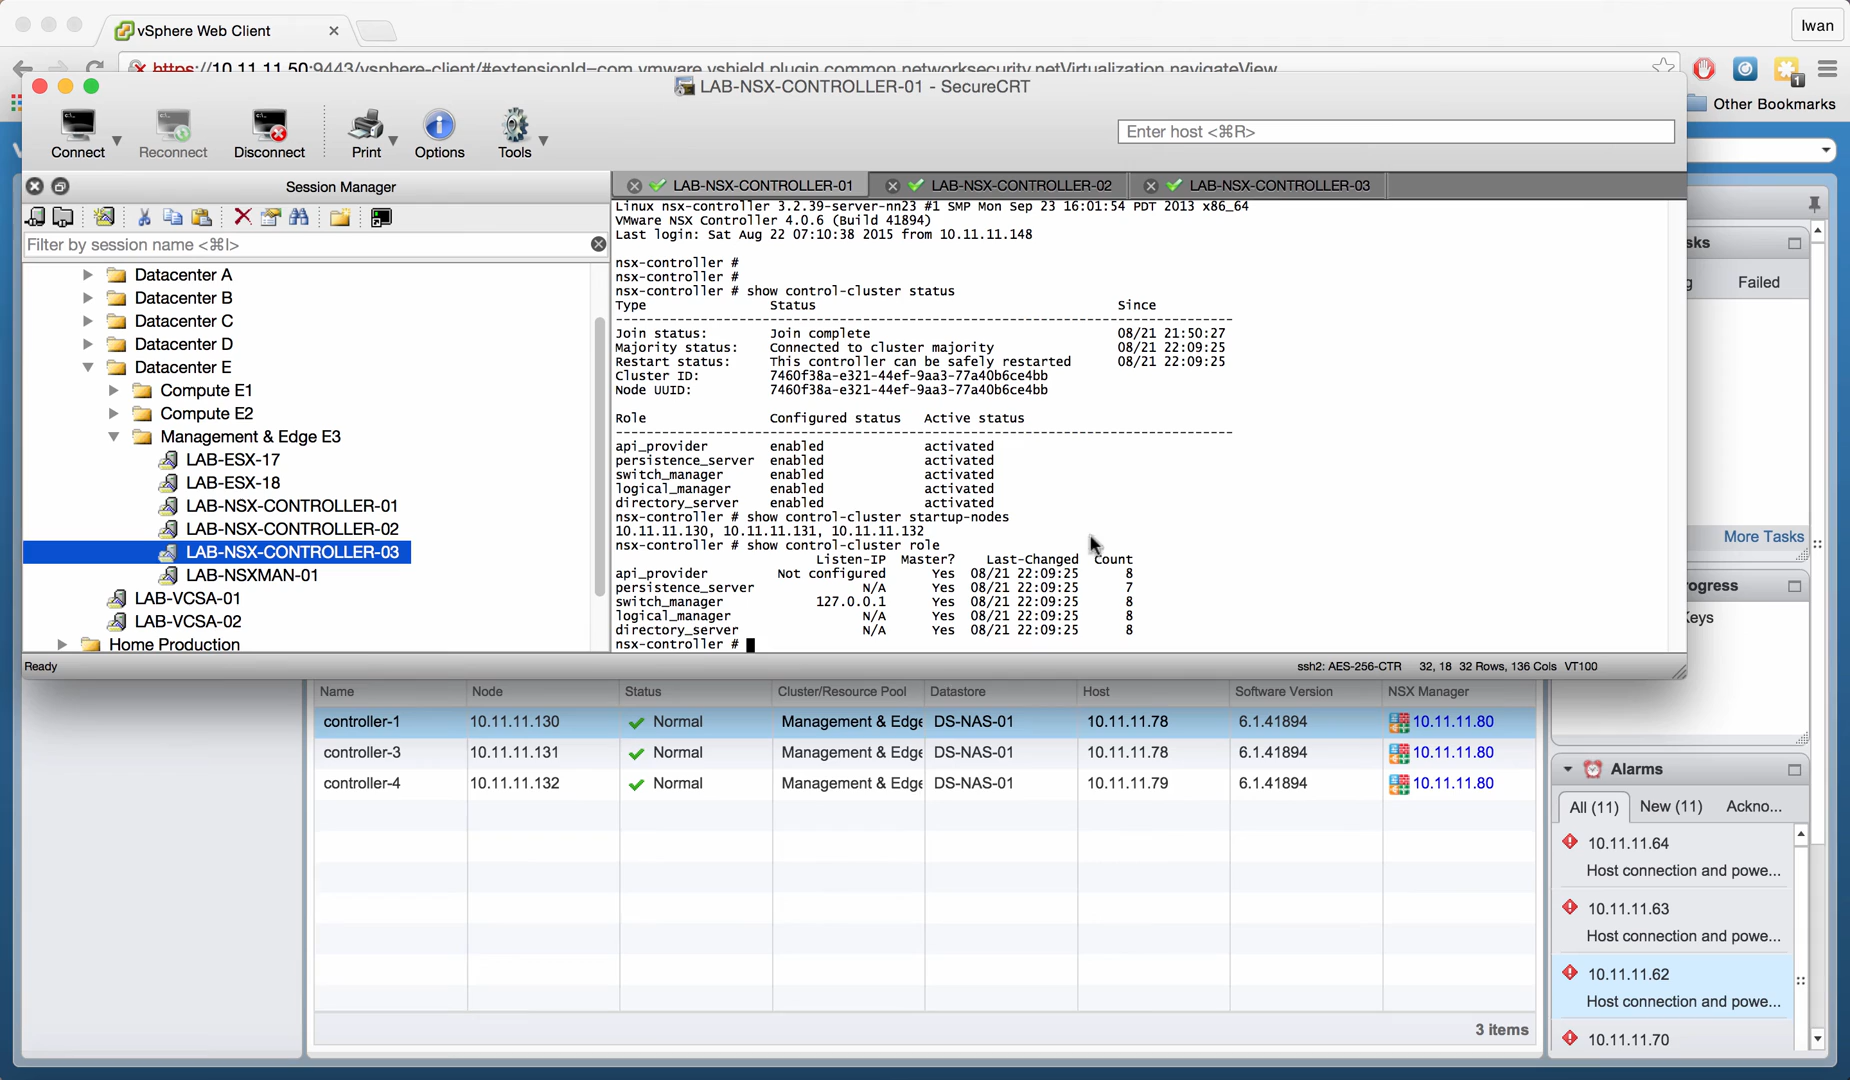 vSphere Web Client
Iwan
https://10.11.11.50:9443/vsphere-client/#extensionId=com.vmware.vshield.plugin.common.networksecurity.netVirtualization.navigateView
Other Bookmarks
LAB-NSX-CONTROLLER-01 - SecureCRT
Connect
Reconnect
Disconnect
Print
Options
Tools
Enter host <⌘R>
Session Manager
LAB-NSX-CONTROLLER-01
LAB-NSX-CONTROLLER-02
LAB-NSX-CONTROLLER-03
Filter by session name <⌘I>
Datacenter A
Datacenter B
Datacenter C
Datacenter D
Datacenter E
Compute E1
Compute E2
Management & Edge E3
LAB-ESX-17
LAB-ESX-18
LAB-NSX-CONTROLLER-01
LAB-NSX-CONTROLLER-02
LAB-NSX-CONTROLLER-03
LAB-NSXMAN-01
LAB-VCSA-01
LAB-VCSA-02
Home Production
Linux nsx-controller 3.2.39-server-nn23 #1 SMP Mon Sep 23 16:01:54 PDT 2013 x86_64
VMware NSX Controller 4.0.6 (Build 41894)
Last login: Sat Aug 22 07:10:38 2015 from 10.11.11.148
nsx-controller #
nsx-controller #
nsx-controller # show control-cluster status
Type Status Since
--------------------------------------------------------------------------------
Join status: Join complete 08/21 21:50:27
Majority status: Connected to cluster majority 08/21 22:09:25
Restart status: This controller can be safely restarted 08/21 22:09:25
Cluster ID: 7460f38a-e321-44ef-9aa3-77a40b6ce4bb
Node UUID: 7460f38a-e321-44ef-9aa3-77a40b6ce4bb
Role Configured status Active status
--------------------------------------------------------------------------------
api_provider enabled activated
persistence_server enabled activated
switch_manager enabled activated
logical_manager enabled activated
directory_server enabled activated
nsx-controller # show control-cluster startup-nodes
10.11.11.130, 10.11.11.131, 10.11.11.132
nsx-controller # show control-cluster role
Listen-IP Master? Last-Changed Count
api_provider Not configured Yes 08/21 22:09:25 8
persistence_server N/A Yes 08/21 22:09:25 7
switch_manager 127.0.0.1 Yes 08/21 22:09:25 8
logical_manager N/A Yes 08/21 22:09:25 8
directory_server N/A Yes 08/21 22:09:25 8
nsx-controller #
Ready
ssh2: AES-256-CTR 32, 18 32 Rows, 136 Cols VT100
Name Node Status Cluster/Resource Pool Datastore Host Software Version NSX Manager
controller-1 10.11.11.130 Normal Management & Edge DS-NAS-01 10.11.11.78 6.1.41894 10.11.11.80
controller-3 10.11.11.131 Normal Management & Edge DS-NAS-01 10.11.11.78 6.1.41894 10.11.11.80
controller-4 10.11.11.132 Normal Management & Edge DS-NAS-01 10.11.11.79 6.1.41894 10.11.11.80
3 items
sks
g Failed
More Tasks
ogress
Keys
Alarms
All (11) New (11) Ackno...
10.11.11.64
Host connection and powe...
10.11.11.63
Host connection and powe...
10.11.11.62
Host connection and powe...
10.11.11.70